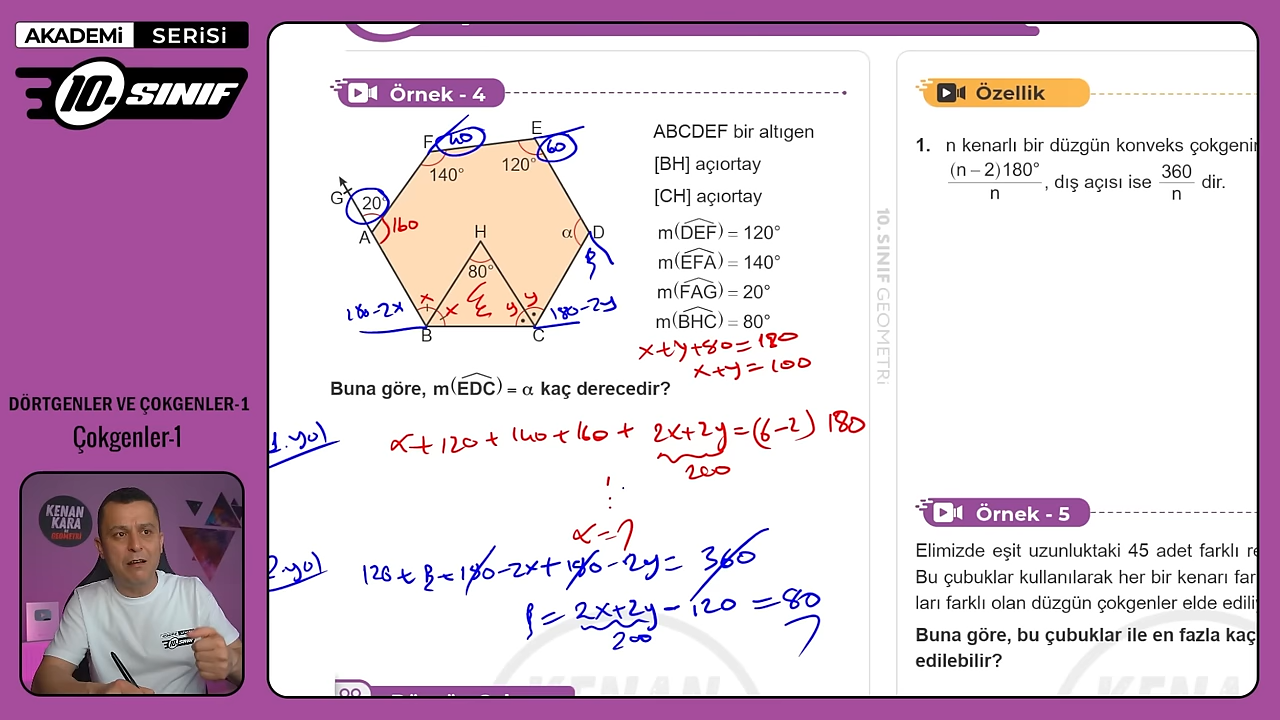 AKADEMİ SERİSİ
10. SINIF
DÖRTGENLER VE ÇOKGENLER-1
Çokgenler-1
KENAN
KARA
GEOMETRİ
Örnek - 4
F 40 E
140° 120° 60
G 20°
A 160
H α D
80° β
180-2x x x y y 180-2y
B C
ABCDEF bir altıgen
[BH] açıortay
[CH] açıortay
m(DEF) = 120°
m(EFA) = 140°
m(FAG) = 20°
m(BHC) = 80°
x+y+80=180
x+y=100
Buna göre, m(EDC) = α kaç derecedir?
1.yol) α+120+140+160+ 2x+2y=(6-2) 180
200
α=?
2.yol) 120+β+180-2x+180-2y=360
β=2x+2y-120=80
200
10. SINIF GEOMETRİ
Özellik
1. n kenarlı bir düzgün konveks çokgenin
(n – 2)180°/n , dış açısı ise 360/n dir.
Örnek - 5
Elimizde eşit uzunluktaki 45 adet farklı
Bu çubuklar kullanılarak her bir kenarı
ları farklı olan düzgün çokgenler elde
Buna göre, bu çubuklar ile en fazla kaç
edilebilir?
KENAN KENAN